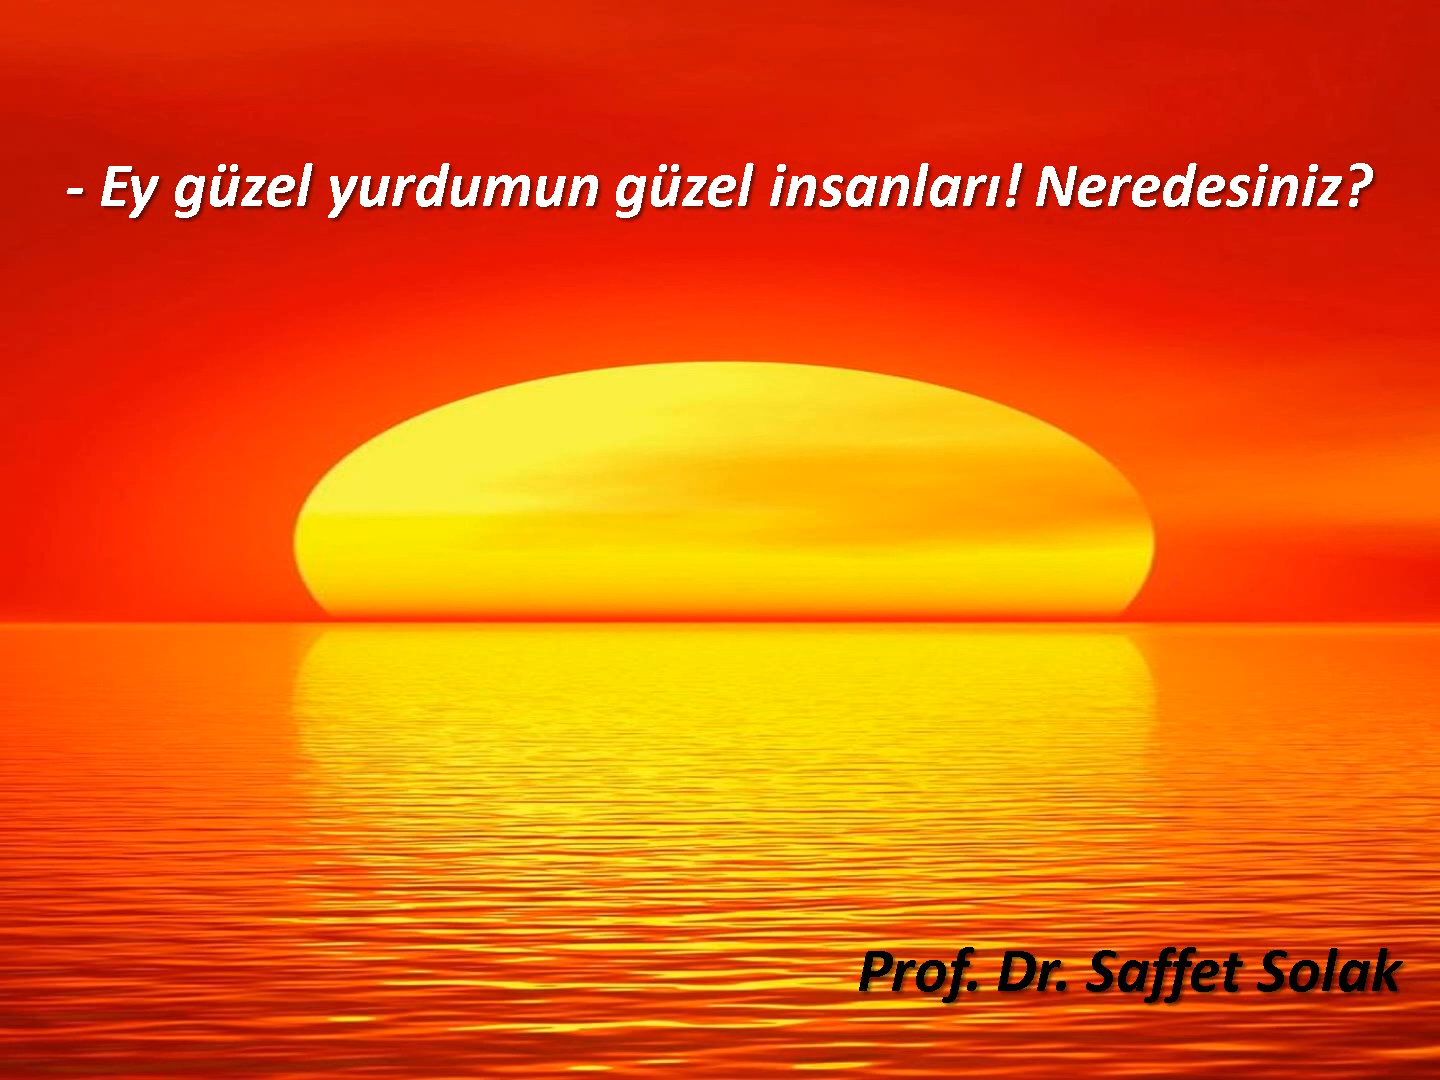 - Ey güzel yurdumun güzel insanları! Neredesiniz?
Prof. Dr. Saffet Solak